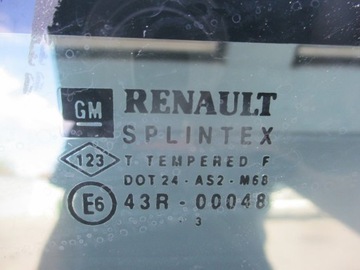 GM RENAULT
SPLINTEX
123 T. TEMPERED F
DOT 24 - AS2 - M68
E6 43R - 00048
3